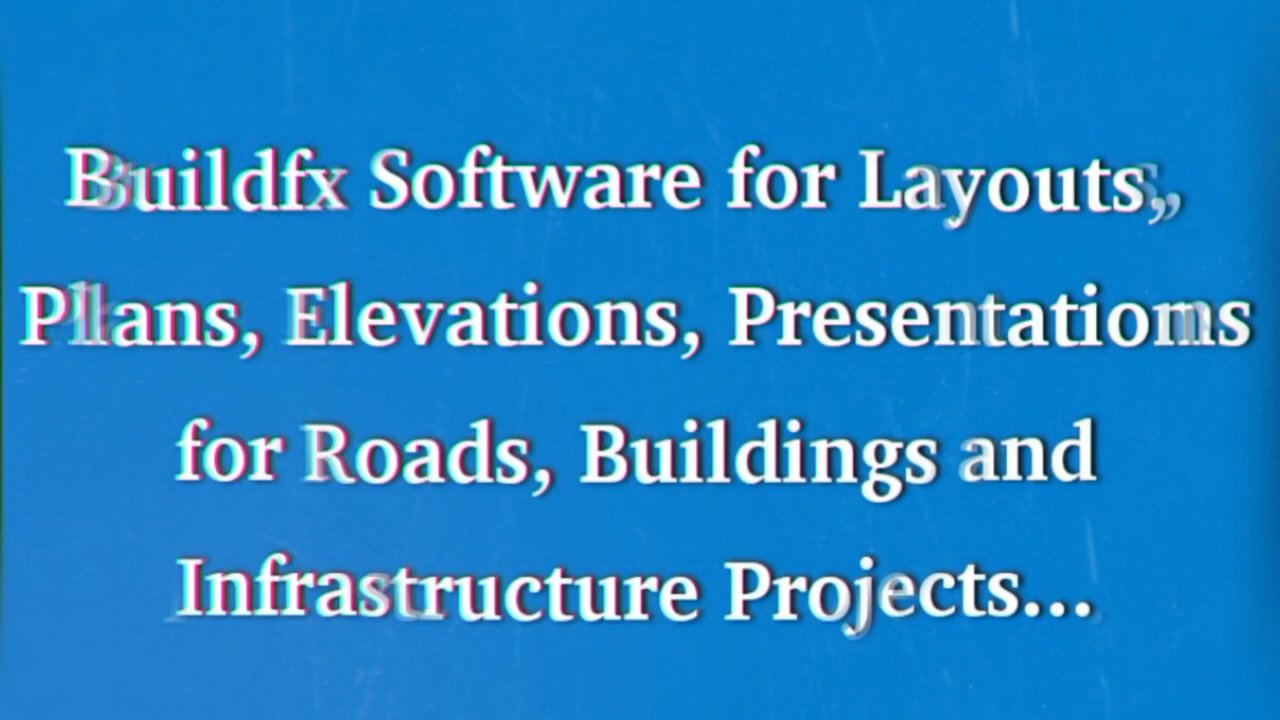 Buildfx Software for Layouts,
Plans, Elevations, Presentations
for Roads, Buildings and
Infrastructure Projects...